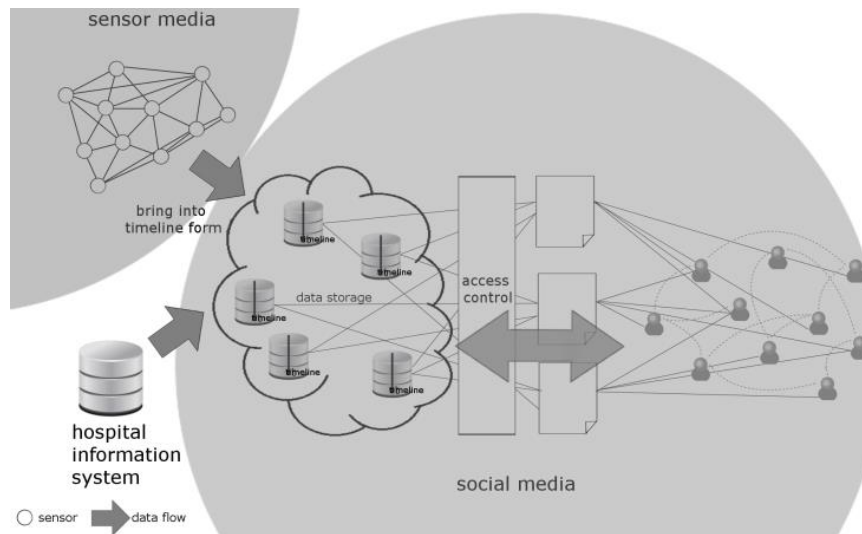 sensor media
bring into
timeline form
timeline
timeline
data storage
timeline
timeline
timeline
access
control
hospital
information
system
social media
sensor
data flow